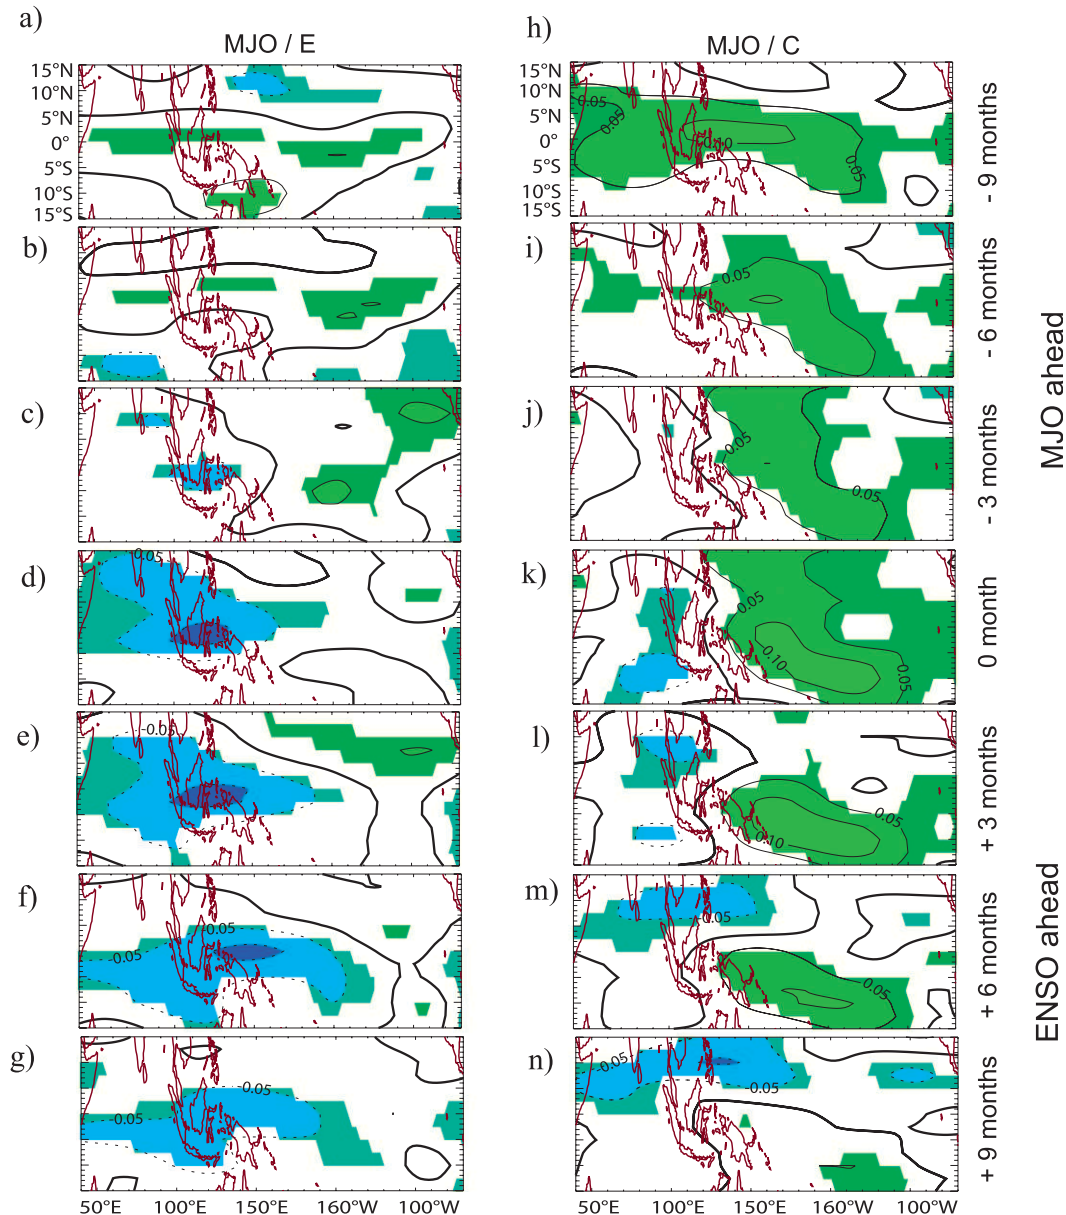 a)
MJO / E
h)
MJO / C
15°N
10°N
5°N
0°
5°S
10°S
15°S
15°N
10°N
5°N
0°
5°S
10°S
15°S
0.05
0.05
0.05
- 9 months
b)
i)
0.05
0.05
- 6 months
MJO ahead
c)
j)
0.05
0.05
- 3 months
d)
-0.05
k)
0.05
0.10
0.05
0 month
e)
-0.05
l)
0.05
0.10
+ 3 months
f)
-0.05
-0.05
m)
-0.05
0.05
+ 6 months
ENSO ahead
g)
-0.05
-0.05
n)
-0.05
-0.05
+ 9 months
50°E 100°E 150°E 160°W 100°W
50°E 100°E 150°E 160°W 100°W